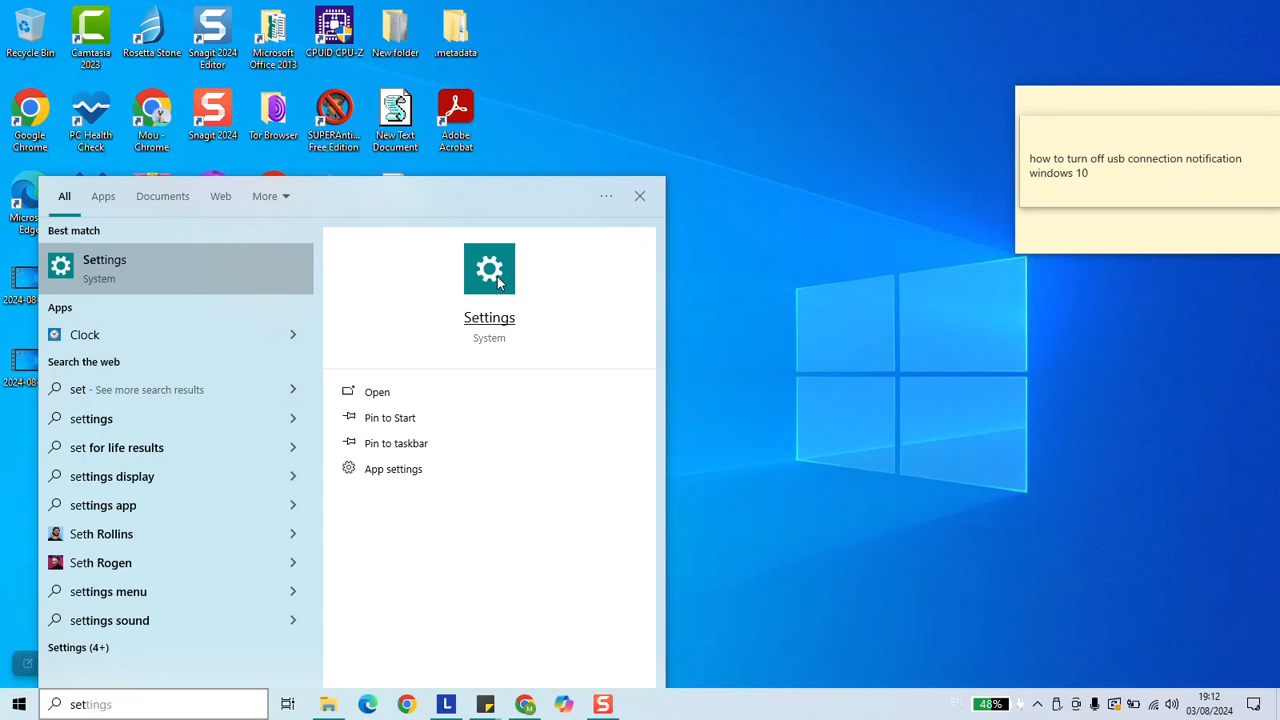 Recycle Bin
Camtasia
2023
Rosetta Stone
Snagit 2024
Editor
Microsoft
Office 2013
CPUID CPU-Z
New folder
.metadata
Google
Chrome
PC Health
Check
Mou -
Chrome
Snagit 2024
Tor Browser
SUPERAnti...
Free Edition
New Text
Document
Adobe
Acrobat
how to turn off usb connection notification
windows 10
All
Apps
Documents
Web
More
Best match
Settings
System
Apps
Clock
Search the web
set - See more search results
settings
set for life results
settings display
settings app
Seth Rollins
Seth Rogen
settings menu
settings sound
Settings (4+)
Settings
System
Open
Pin to Start
Pin to taskbar
App settings
Edge
settings
48%
19:12
03/08/2024